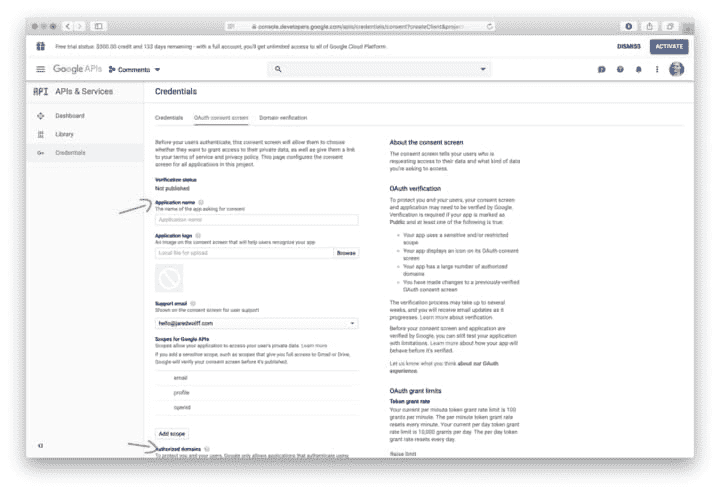 console.developers.google.com/apis/credentials/consent?createClient&project
Free trial status: $300.00 credit and 133 days remaining - with a full account, you'll get unlimited access to all of Google Cloud Platform.
DISMISS
ACTIVATE
Google APIs
Comments
API APIs & Services
Credentials
Dashboard
Library
Credentials
Credentials
OAuth consent screen
Domain verification
Before your users authenticate, this consent screen will allow them to choose
whether they want to grant access to their private data, as well as give them a link
to your terms of service and privacy policy. This page configures the consent
screen for all applications in this project.
Verification status
Not published
Application name
The name of the app asking for consent
Application name
Application logo
An image on the consent screen that will help users recognize your app
Local file for upload
Browse
Support email
Shown on the consent screen for user support
hello@jaredwolff.com
Scopes for Google APIs
Scopes allow your application to access your user's private data. Learn more
If you add a sensitive scope, such as scopes that give you full access to Gmail or Drive,
Google will verify your consent screen before it's published.
email
profile
openid
Add scope
Authorized domains
To protect you and your users, Google only allows applications that authenticate using
About the consent screen
The consent screen tells your users who is
requesting access to their data and what kind of data
you're asking to access.
OAuth verification
To protect you and your users, your consent screen
and application may need to be verified by Google.
Verification is required if your app is marked as
Public and at least one of the following is true:
Your app uses a sensitive and/or restricted
scope
Your app displays an icon on its OAuth consent
screen
Your app has a large number of authorized
domains
You have made changes to a previously-verified
OAuth consent screen
The verification process may take up to several
weeks, and you will receive email updates as it
progresses. Learn more about verification.
Before your consent screen and application are
verified by Google, you can still test your application
with limitations. Learn more about how your app will
behave before it's verified.
Let us know what you think about our OAuth
experience.
OAuth grant limits
Token grant rate
Your current per minute token grant rate limit is 100
grants per minute. The per minute token grant rate
resets every minute. Your current per day token grant
rate limit is 10,000 grants per day. The per day token
grant rate resets every day.
Raise limit